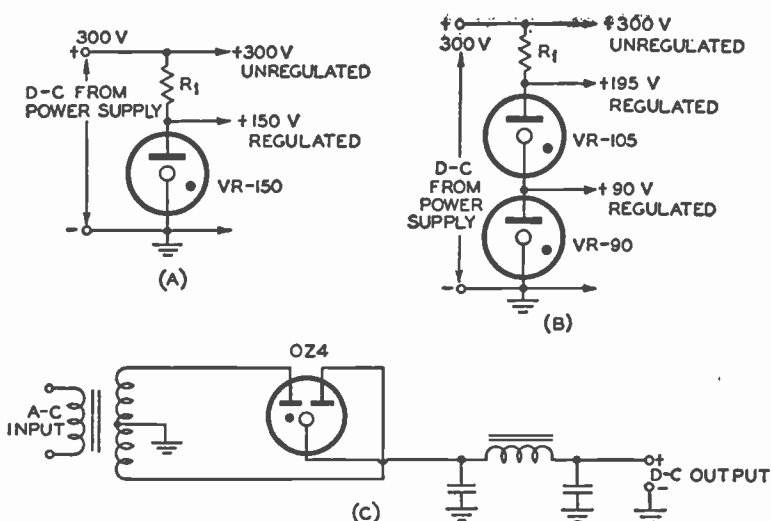 300 V
+
+300 V
UNREGULATED
D-C FROM
POWER SUPPLY
R1
+150 V
REGULATED
VR-150
-
(A)
+
300 V
+300 V
UNREGULATED
R1
+195 V
REGULATED
VR-105
D-C
FROM
POWER
SUPPLY
+90 V
REGULATED
VR-90
-
(B)
OZ4
A-C
INPUT
+
D-C OUTPUT
-
(C)